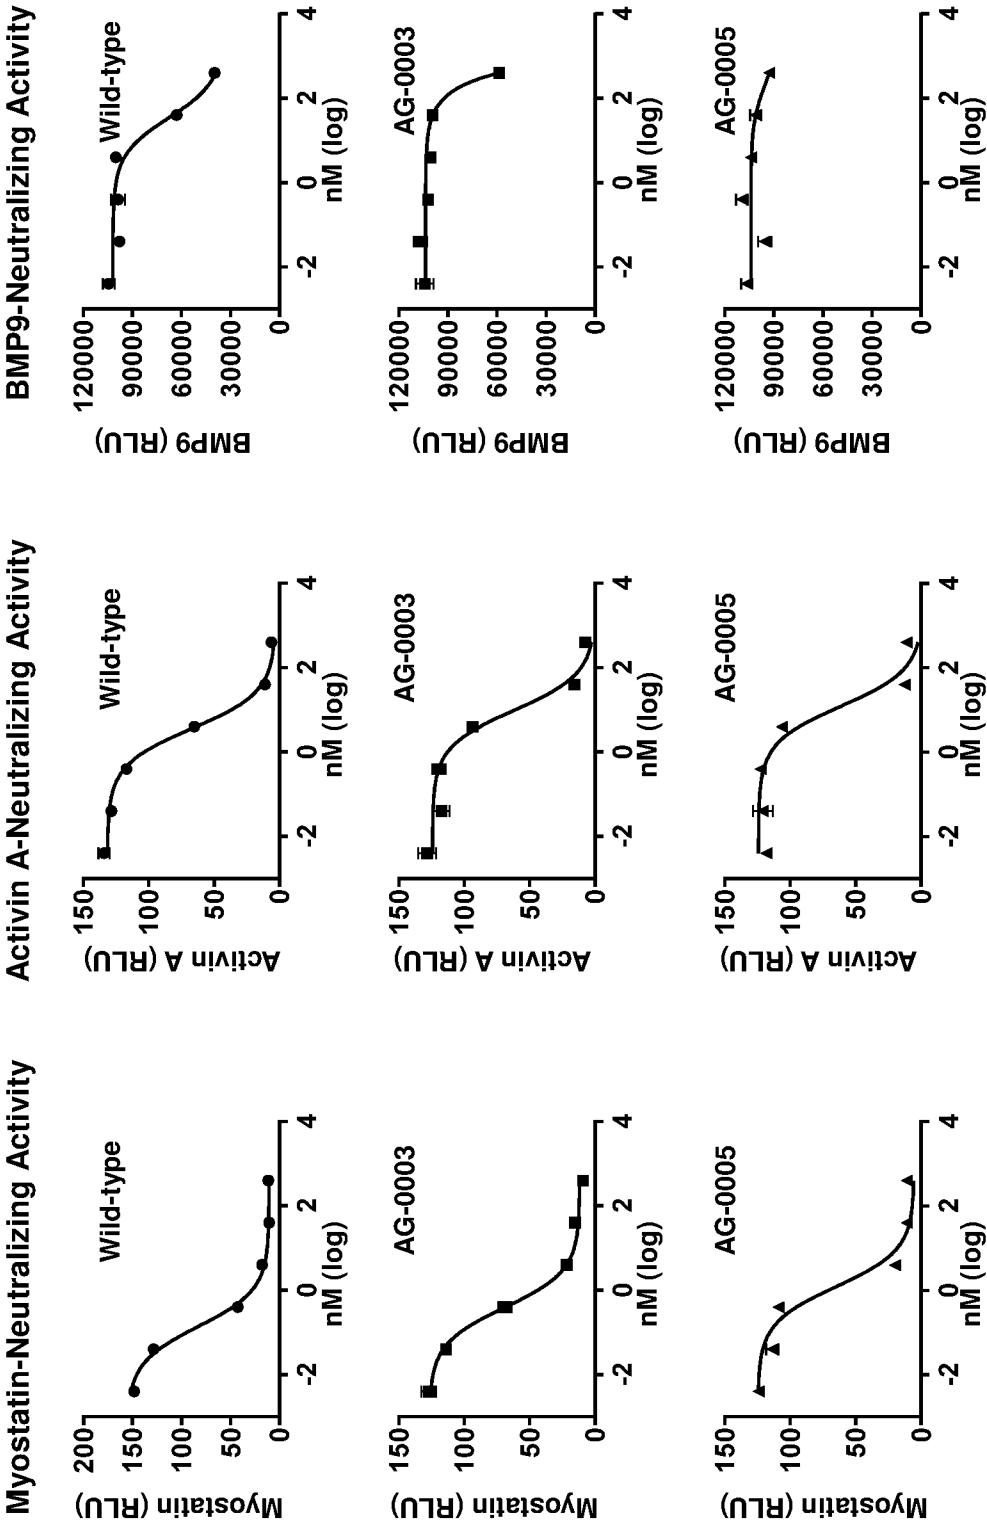 Myostatin-Neutralizing Activity
Wild-type
Myostatin (RLU)
200
150
100
50
0
-2
0
2
4
nM (log)
AG-0003
Myostatin (RLU)
150
100
50
0
-2
0
2
4
nM (log)
AG-0005
Myostatin (RLU)
150
100
50
0
-2
0
2
4
nM (log)
Activin A-Neutralizing Activity
Wild-type
Activin A (RLU)
150
100
50
0
-2
0
2
4
nM (log)
AG-0003
Activin A (RLU)
150
100
50
0
-2
0
2
4
nM (log)
AG-0005
Activin A (RLU)
150
100
50
0
-2
0
2
4
nM (log)
BMP9-Neutralizing Activity
Wild-type
BMP9 (RLU)
120000
90000
60000
30000
0
-2
0
2
4
nM (log)
AG-0003
BMP9 (RLU)
120000
90000
60000
30000
0
-2
0
2
4
nM (log)
AG-0005
BMP9 (RLU)
120000
90000
60000
30000
0
-2
0
2
4
nM (log)